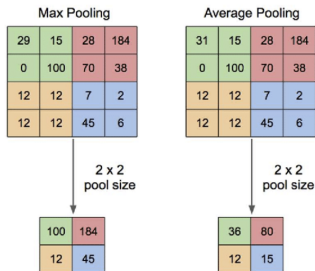 Max Pooling
29 15 28 184
0 100 70 38
12 12 7 2
12 12 45 6
2 x 2
pool size
100 184
12 45
Average Pooling
31 15 28 184
0 100 70 38
12 12 7 2
12 12 45 6
2 x 2
pool size
36 80
12 15